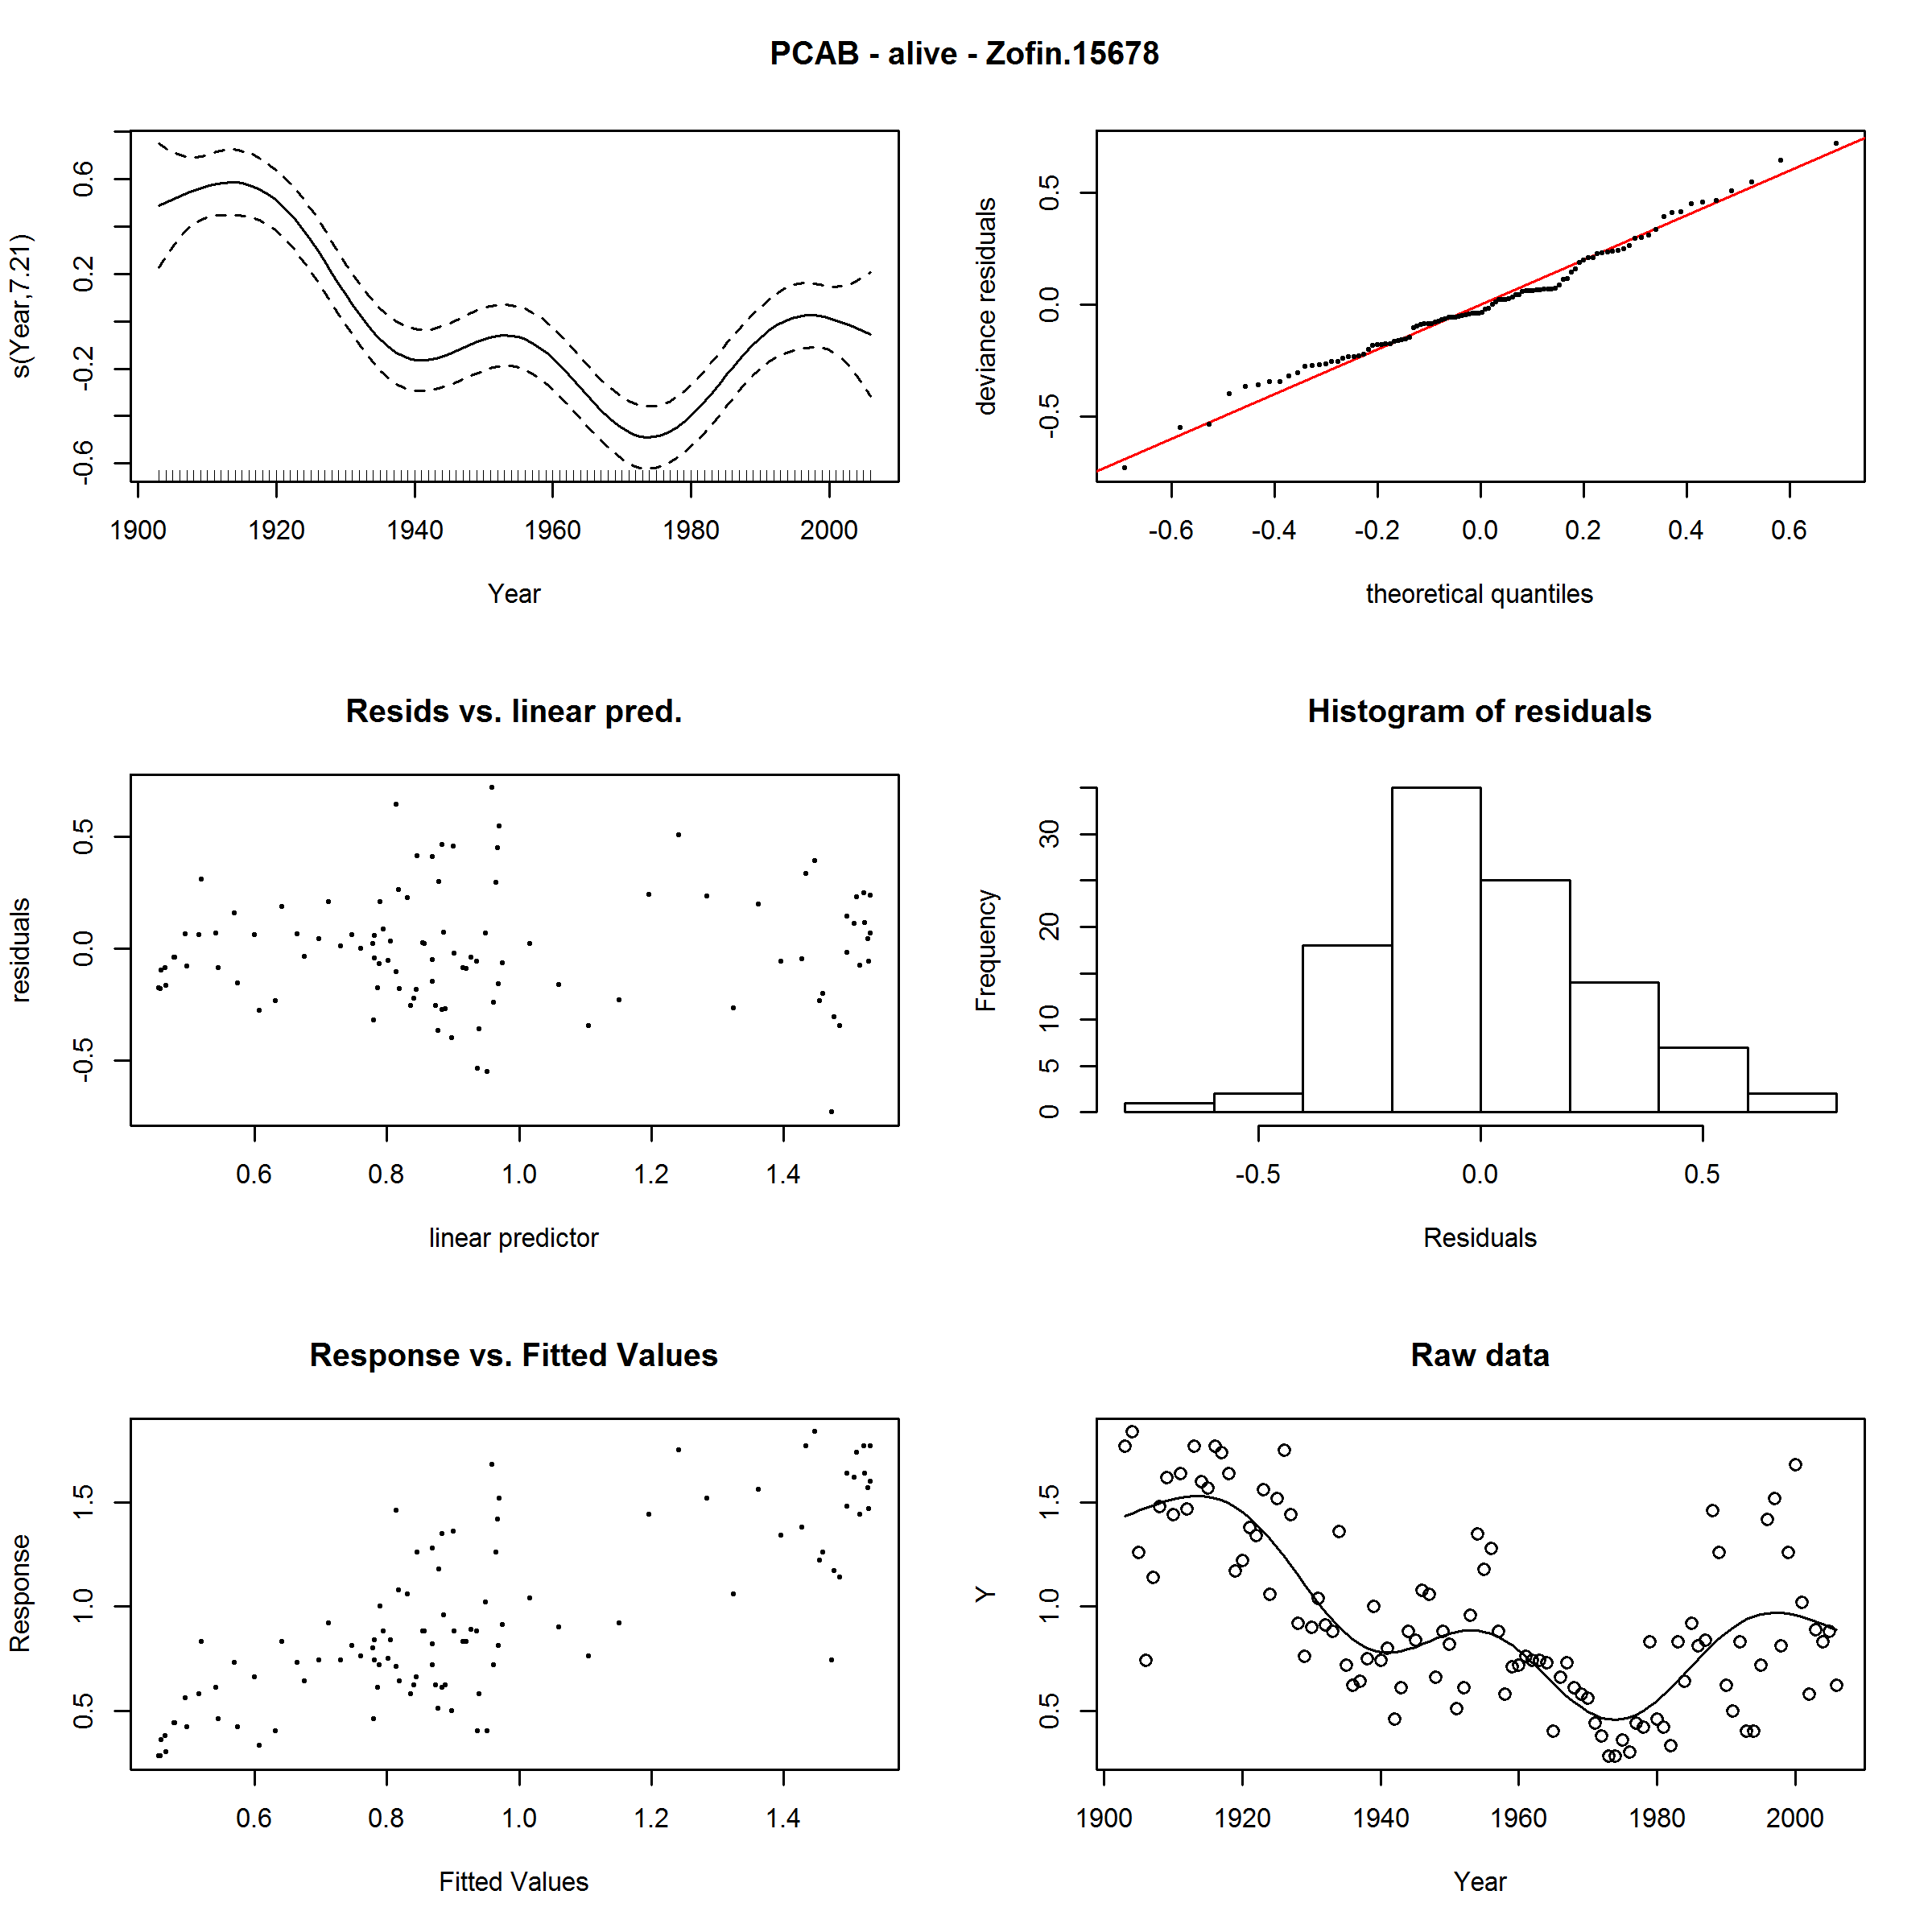 PCAB - alive - Zofin.15678
s(Year,7.21)
-0.6 -0.2 0.2 0.6
1900 1920 1940 1960 1980 2000
Year
deviance residuals
-0.5 0.0 0.5
-0.6 -0.4 -0.2 0.0 0.2 0.4 0.6
theoretical quantiles
Resids vs. linear pred.
residuals
-0.5 0.0 0.5
0.6 0.8 1.0 1.2 1.4
linear predictor
Histogram of residuals
Frequency
0 5 10 20 30
-0.5 0.0 0.5
Residuals
Response vs. Fitted Values
Response
0.5 1.0 1.5
0.6 0.8 1.0 1.2 1.4
Fitted Values
Raw data
Y
0.5 1.0 1.5
1900 1920 1940 1960 1980 2000
Year